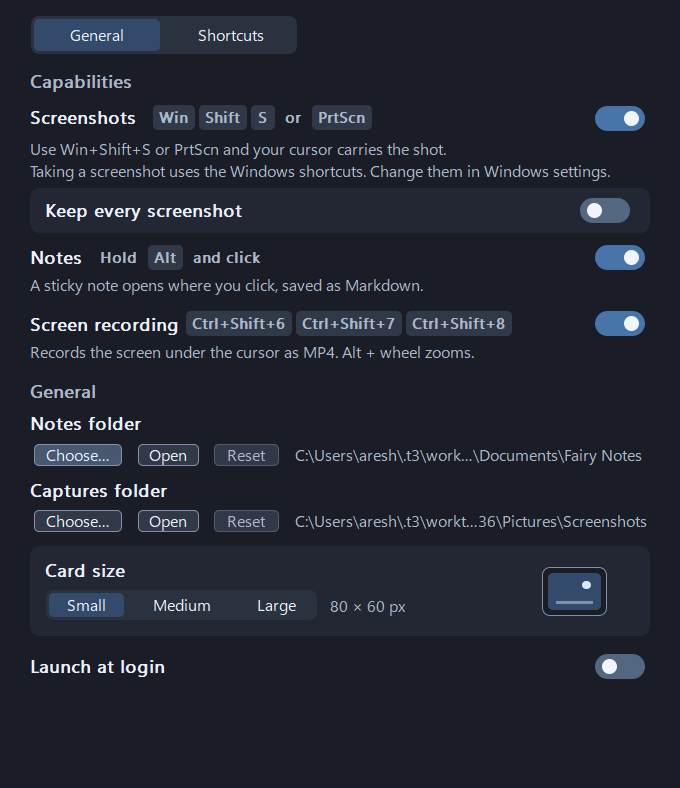 General Shortcuts
Capabilities
Screenshots Win Shift S or PrtScn
Use Win+Shift+S or PrtScn and your cursor carries the shot.
Taking a screenshot uses the Windows shortcuts. Change them in Windows settings.
Keep every screenshot
Notes Hold Alt and click
A sticky note opens where you click, saved as Markdown.
Screen recording Ctrl+Shift+6 Ctrl+Shift+7 Ctrl+Shift+8
Records the screen under the cursor as MP4. Alt + wheel zooms.
General
Notes folder
Choose... Open Reset C:\Users\aresh\.t3\work...\Documents\Fairy Notes
Captures folder
Choose... Open Reset C:\Users\aresh\.t3\workt...36\Pictures\Screenshots
Card size
Small Medium Large 80 × 60 px
Launch at login